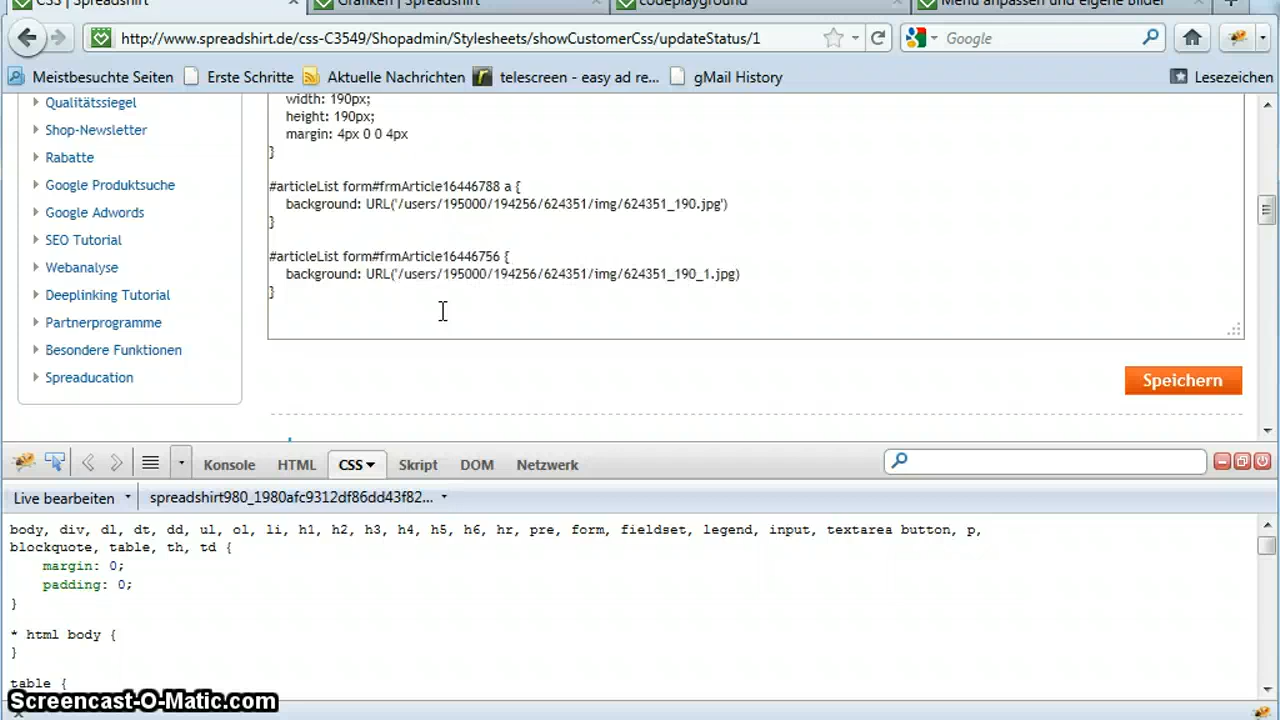 CSS | Spreadshirt
Grafiken | Spreadshirt
codeplayground
Menü anpassen und eigene Bilder
http://www.spreadshirt.de/css-C3549/Shopadmin/Stylesheets/showCustomerCss/updateStatus/1
Google
Meistbesuchte Seiten
Erste Schritte
Aktuelle Nachrichten
telescreen - easy ad re...
gMail History
Lesezeichen
Qualitätssiegel
Shop-Newsletter
Rabatte
Google Produktsuche
Google Adwords
SEO Tutorial
Webanalyse
Deeplinking Tutorial
Partnerprogramme
Besondere Funktionen
Spreaducation
width: 190px;
height: 190px;
margin: 4px 0 0 4px
}
#articleList form#frmArticle16446788 a {
background: URL('/users/195000/194256/624351/img/624351_190.jpg')
}
#articleList form#frmArticle16446756 {
background: URL('/users/195000/194256/624351/img/624351_190_1.jpg)
}
Speichern
Konsole
HTML
CSS
Skript
DOM
Netzwerk
Live bearbeiten
spreadshirt980_1980afc9312df86dd43f82...
body, div, dl, dt, dd, ul, ol, li, h1, h2, h3, h4, h5, h6, hr, pre, form, fieldset, legend, input, textarea button, p,
blockquote, table, th, td {
margin: 0;
padding: 0;
}
* html body {
}
table {
Screencast-O-Matic.com